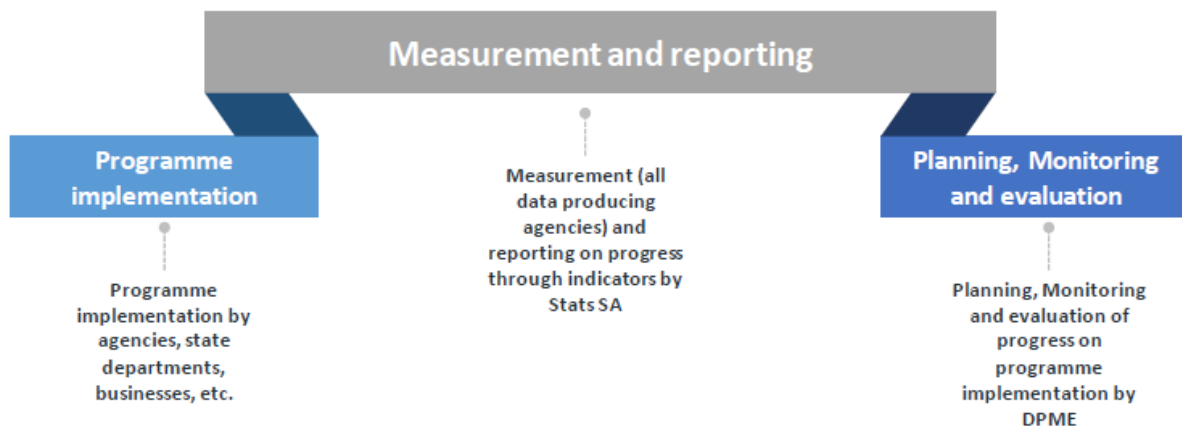 Measurement and reporting
Programme
implementation
Planning, Monitoring
and evaluation
Measurement (all
data producing
agencies) and
reporting on progress
through indicators by
Stats SA
Programme
implementation by
agencies, state
departments,
businesses, etc.
Planning, Monitoring
and evaluation of
progress on
programme
implementation by
DPME